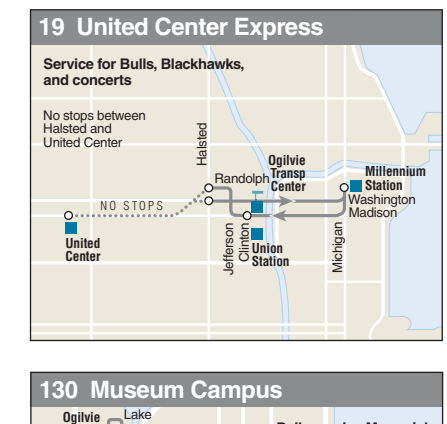 19 United Center Express
Service for Bulls, Blackhawks,
and concerts
No stops between
Halsted and
United Center
Halsted
Randolph
Ogilvie
Transp
Center
Millennium
Station
Washington
Madison
NO STOPS
United
Center
Jefferson
Clinton
Union
Station
Michigan
130 Museum Campus
Ogilvie
Lake